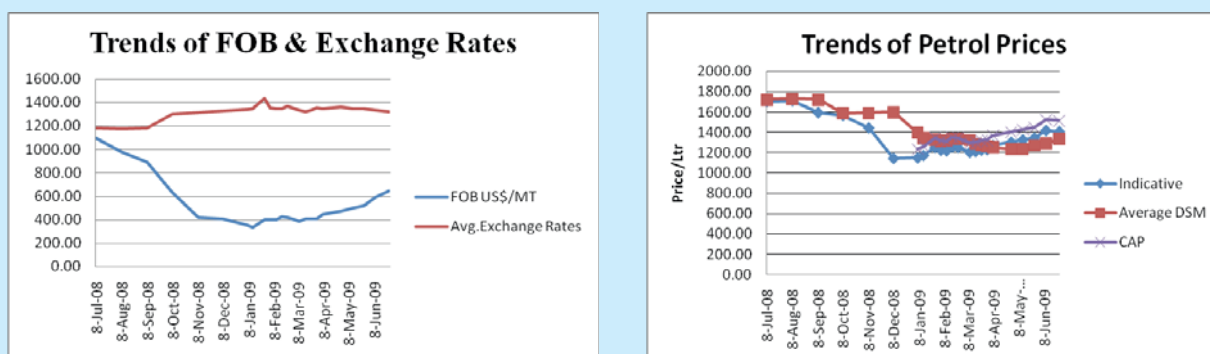 Trends of FOB & Exchange Rates
1600.00
1400.00
1200.00
1000.00
800.00
600.00
400.00
200.00
0.00
FOB US$/MT
Avg.Exchange Rates
8-Jul-08
8-Aug-08
8-Sep-08
8-Oct-08
8-Nov-08
8-Dec-08
8-Jan-09
8-Feb-09
8-Mar-09
8-Apr-09
8-May-09
8-Jun-09
Trends of Petrol Prices
Price/Ltr
2000.00
1800.00
1600.00
1400.00
1200.00
1000.00
800.00
600.00
400.00
200.00
0.00
Indicative
Average DSM
CAP
8-Jul-08
8-Aug-08
8-Sep-08
8-Oct-08
8-Nov-08
8-Dec-08
8-Jan-09
8-Feb-09
8-Mar-09
8-Apr-09
8-May-...
8-Jun-09